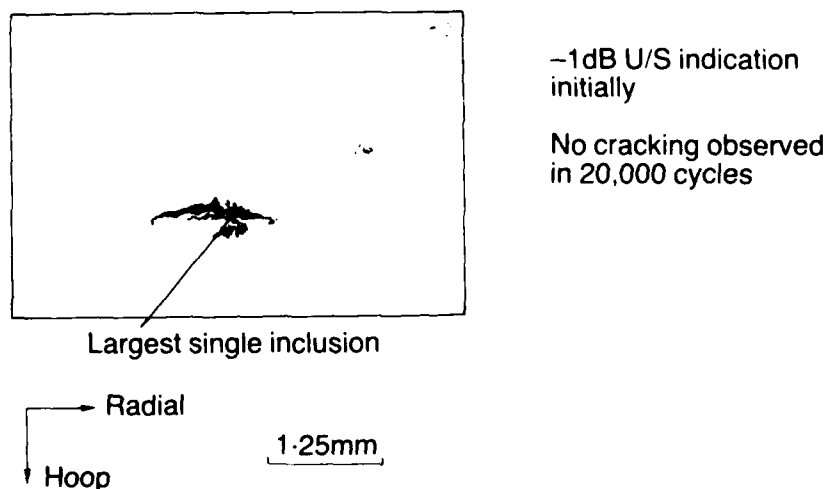 –1dB U/S indication
initially
No cracking observed
in 20,000 cycles
Largest single inclusion
Radial
1·25mm
Hoop